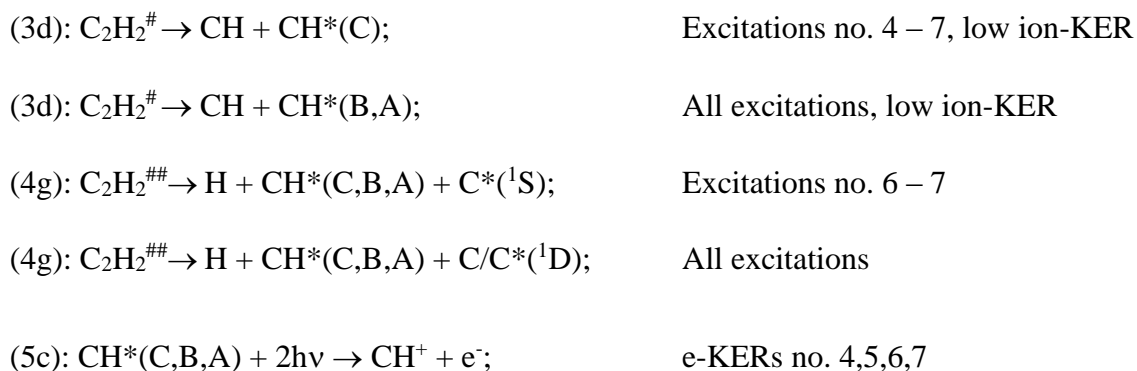 (3d): C₂H₂^# → CH + CH*(C); Excitations no. 4 – 7, low ion-KER
(3d): C₂H₂^# → CH + CH*(B,A); All excitations, low ion-KER
(4g): C₂H₂^## → H + CH*(C,B,A) + C*(¹S); Excitations no. 6 – 7
(4g): C₂H₂^## → H + CH*(C,B,A) + C/C*(¹D); All excitations
(5c): CH*(C,B,A) + 2hν → CH⁺ + e⁻; e-KERs no. 4,5,6,7